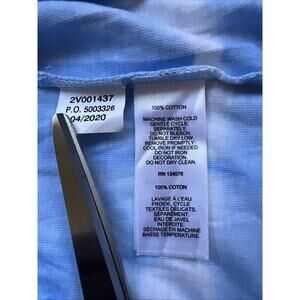 2V001437
P.O. 5003326
04/2020
100% COTTON
MACHINE WASH COLD
GENTLE CYCLE.
SEPARATELY.
DO NOT BLEACH
TUMBLE DRY LOW
REMOVE PROMPTLY
COOL IRON IF NEEDED.
DO NOT IRON
DECORATION.
DO NOT DRY CLEAN.
RN 134578
100% COTON
LAVAGE À L'EAU
FROIDE, CYCLE
TEXTILES DÉLICATS.
SÉPARÉMENT.
EAU DE JAVEL
INTERDITE.
SÉCHAGE EN MACHINE
BASSE TEMPÉRATURE.